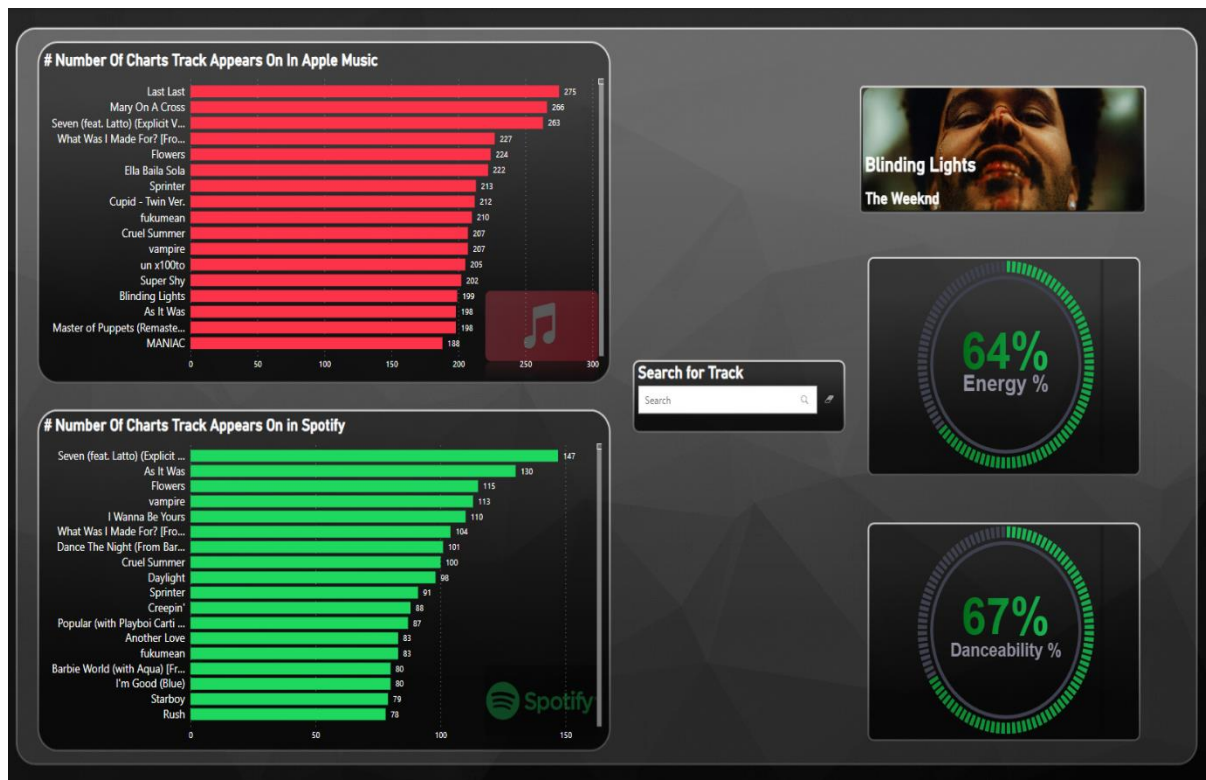 # Number Of Charts Track Appears On In Apple Music
Last Last 275
Mary On A Cross 266
Seven (feat. Latto) (Explicit V... 263
What Was I Made For? [Fro... 227
Flowers 224
Ella Baila Sola 222
Sprinter 213
Cupid - Twin Ver. 212
fukumean 210
Cruel Summer 207
vampire 207
un x100to 205
Super Shy 202
Blinding Lights 199
As It Was 198
Master of Puppets (Remaste... 198
MANIAC 188
0 50 100 150 200 250 300
Blinding Lights
The Weeknd
64%
Energy %
Search for Track
Search
# Number Of Charts Track Appears On in Spotify
Seven (feat. Latto) (Explicit ... 147
As It Was 130
Flowers 115
vampire 113
I Wanna Be Yours 110
What Was I Made For? [Fro... 104
Dance The Night (From Bar... 101
Cruel Summer 100
Daylight 98
Sprinter 91
Creepin' 88
Popular (with Playboi Carti ... 87
Another Love 83
fukumean 83
Barbie World (with Aqua) [Fr... 80
I'm Good (Blue) 80
Starboy 79
Rush 78
0 50 100 150
Spotify
67%
Danceability %